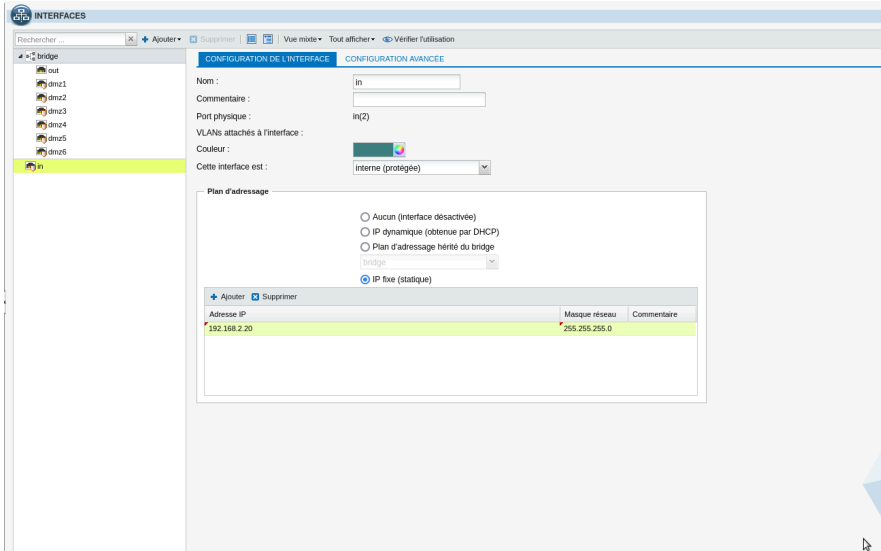 INTERFACES
Rechercher ... Ajouter Supprimer Vue mixte Tout afficher Vérifier l'utilisation
bridge
out
dmz1
dmz2
dmz3
dmz4
dmz5
dmz6
in
CONFIGURATION DE L'INTERFACE CONFIGURATION AVANCÉE
Nom : in
Commentaire :
Port physique : in(2)
VLANs attachés à l'interface :
Couleur :
Cette interface est : interne (protégée)
Plan d'adressage
Aucun (interface désactivée)
IP dynamique (obtenue par DHCP)
Plan d'adressage hérité du bridge
bridge
IP fixe (statique)
Ajouter Supprimer
Adresse IP Masque réseau Commentaire
192.168.2.20 255.255.255.0